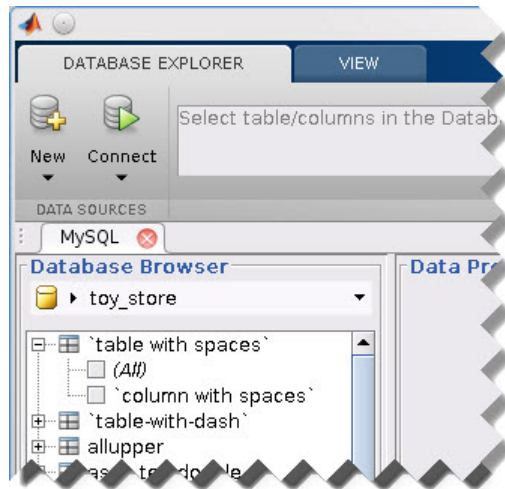 DATABASE EXPLORER
VIEW
New
Connect
Select table/columns in the Datab
DATA SOURCES
MySQL
Database Browser
Data Pr
toy_store
`table with spaces`
(All)
`column with spaces`
`table-with-dash`
allupper